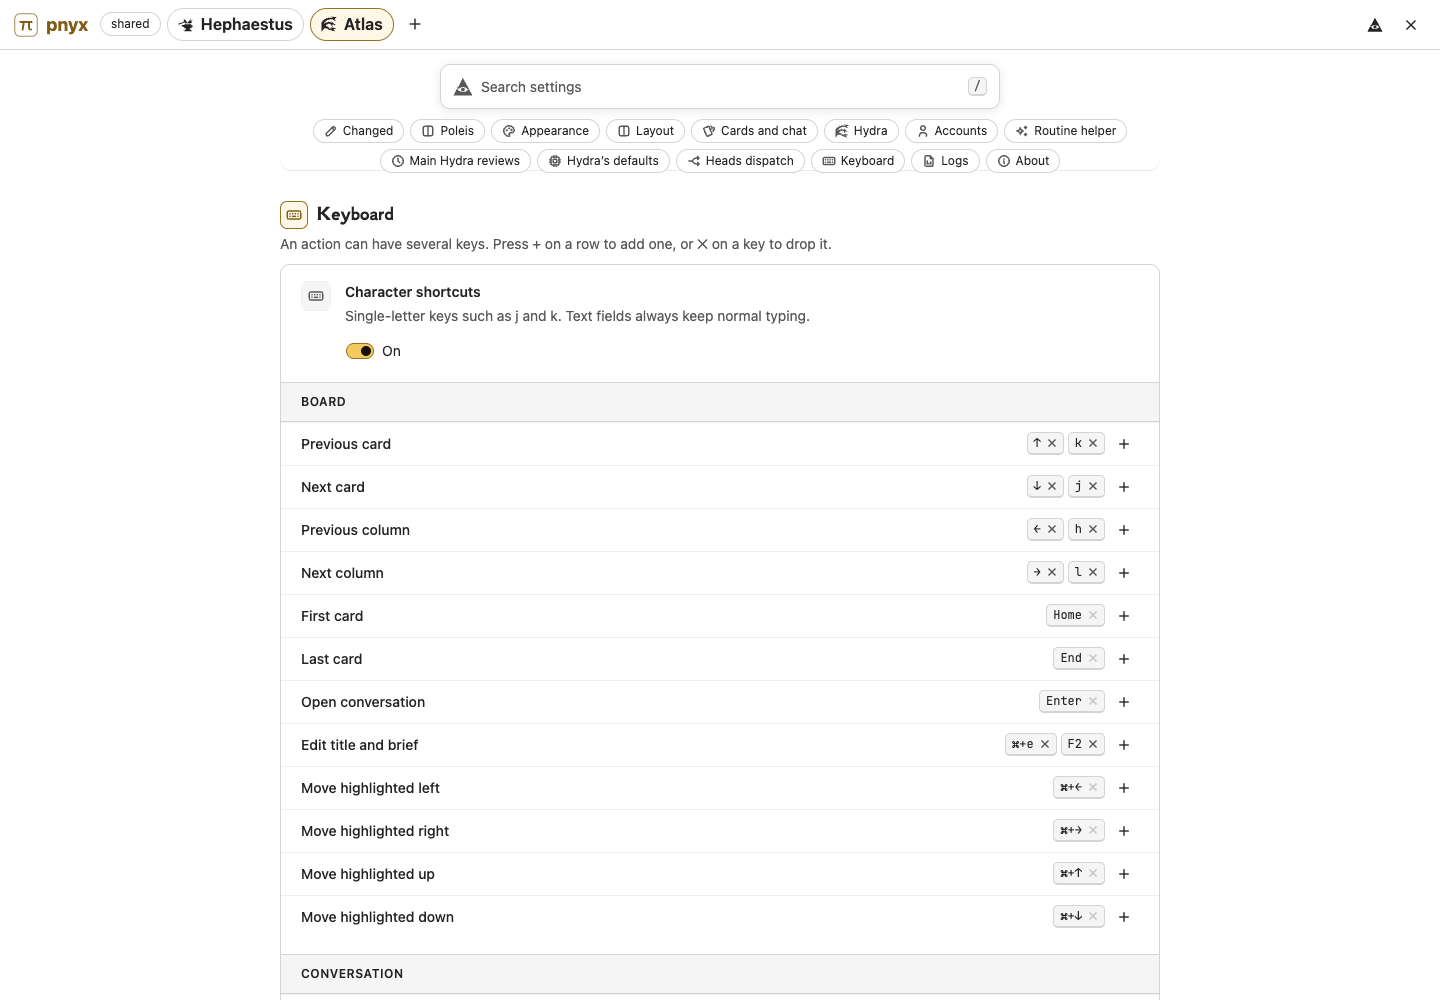 π pnyx shared Hephaestus Atlas +
Search settings /
Changed Poleis Appearance Layout Cards and chat Hydra Accounts Routine helper
Main Hydra reviews Hydra's defaults Heads dispatch Keyboard Logs About
Keyboard
An action can have several keys. Press + on a row to add one, or ✕ on a key to drop it.
Character shortcuts
Single-letter keys such as j and k. Text fields always keep normal typing.
On
BOARD
Previous card ↑ ✕ k ✕ +
Next card ↓ ✕ j ✕ +
Previous column ← ✕ h ✕ +
Next column → ✕ l ✕ +
First card Home ✕ +
Last card End ✕ +
Open conversation Enter ✕ +
Edit title and brief ⌘+e ✕ F2 ✕ +
Move highlighted left ⌘+← ✕ +
Move highlighted right ⌘+→ ✕ +
Move highlighted up ⌘+↑ ✕ +
Move highlighted down ⌘+↓ ✕ +
CONVERSATION